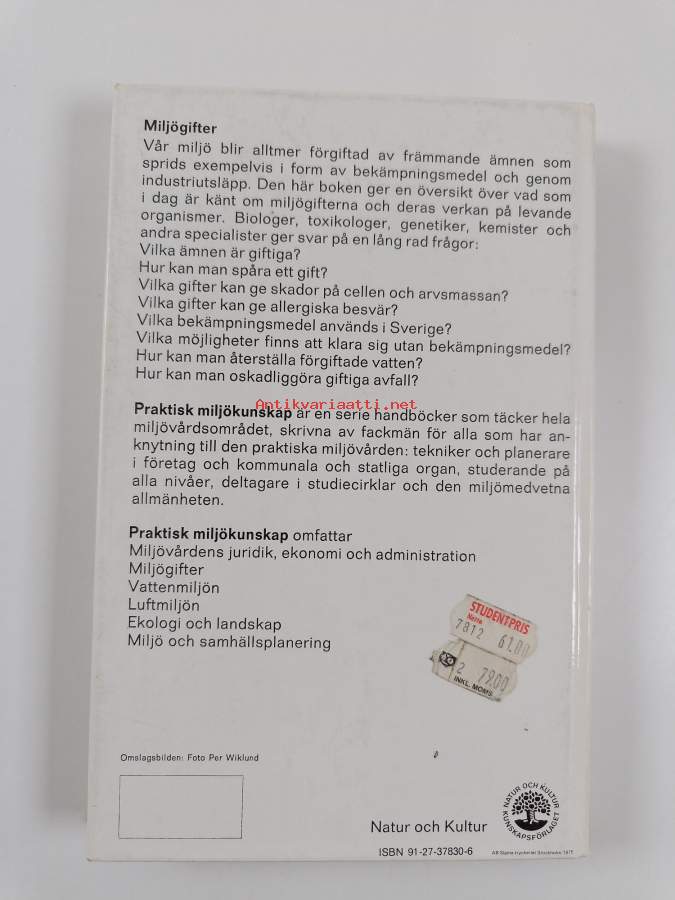 Miljögifter
Vår miljö blir alltmer förgiftad av främmande ämnen som
sprids exempelvis i form av bekämpningsmedel och genom
industriutsläpp. Den här boken ger en översikt över vad som
i dag är känt om miljögifterna och deras verkan på levande
organismer. Biologer, toxikologer, genetiker, kemister och
andra specialister ger svar på en lång rad frågor:
Vilka ämnen är giftiga?
Hur kan man spåra ett gift?
Vilka gifter kan ge skador på cellen och arvsmassan?
Vilka gifter kan ge allergiska besvär?
Vilka bekämpningsmedel används i Sverige?
Vilka möjligheter finns att klara sig utan bekämpningsmedel?
Hur kan man återställa förgiftade vatten?
Hur kan man oskadliggöra giftiga avfall?
Antikvariaatti.net
Praktisk miljökunskap är en serie handböcker som täcker hela
miljövårdsområdet, skrivna av fackmän för alla som har an-
knytning till den praktiska miljövården: tekniker och planerare
i företag och kommunala och statliga organ, studerande på
alla nivåer, deltagare i studiecirklar och den miljömedvetna
allmänheten.
Praktisk miljökunskap omfattar
Miljövårdens juridik, ekonomi och administration
Miljögifter
Vattenmiljön
Luftmiljön
Ekologi och landskap
Miljö och samhällsplanering
STUDENTPRIS
Netto
7812 61.00
2 79.00
INKL. MOMS
Omslagsbilden: Foto Per Wiklund
Natur och Kultur
NATUR OCH KULTUR
KUNSKAPSFÖRLAGET
ISBN 91-27-37830-6